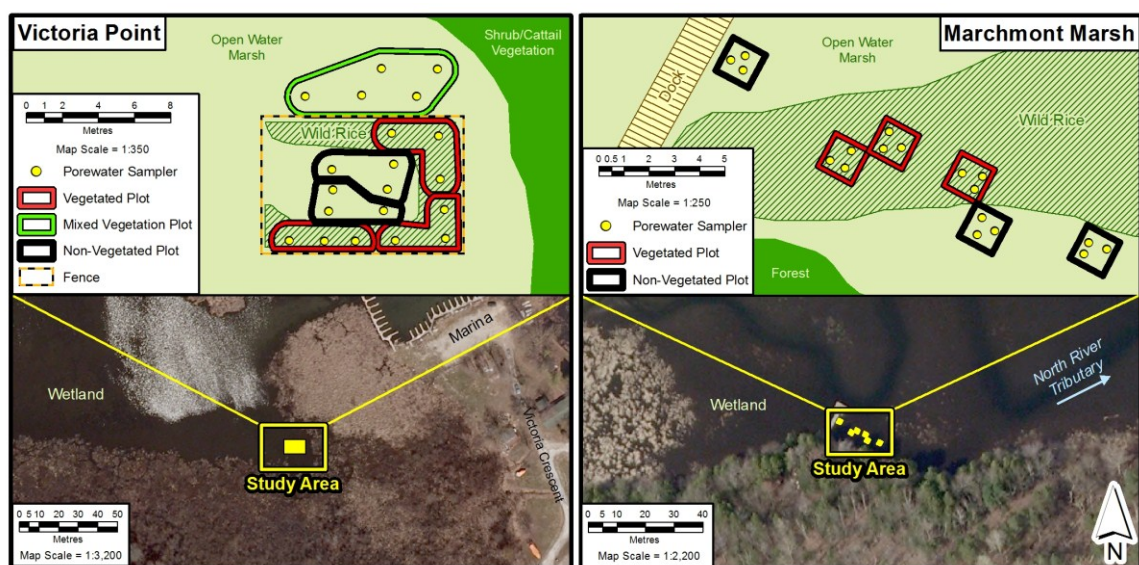 Victoria Point
Open Water
Marsh
Shrub/Cattail
Vegetation
0 1 2 4 6 8
Metres
Map Scale = 1:350
Porewater Sampler
Vegetated Plot
Mixed Vegetation Plot
Non-Vegetated Plot
Fence
Wild Rice
Wetland
Marina
Victoria Crescent
Study Area
0 5 10 20 30 40 50
Metres
Map Scale = 1:3,200
Marchmont Marsh
Open Water
Marsh
Dock
Wild Rice
0 0.5 1 2 3 4 5
Metres
Map Scale = 1:250
Porewater Sampler
Vegetated Plot
Non-Vegetated Plot
Forest
Wetland
North River
Tributary
Study Area
0 5 10 20 30 40
Metres
Map Scale = 1:2,200
N